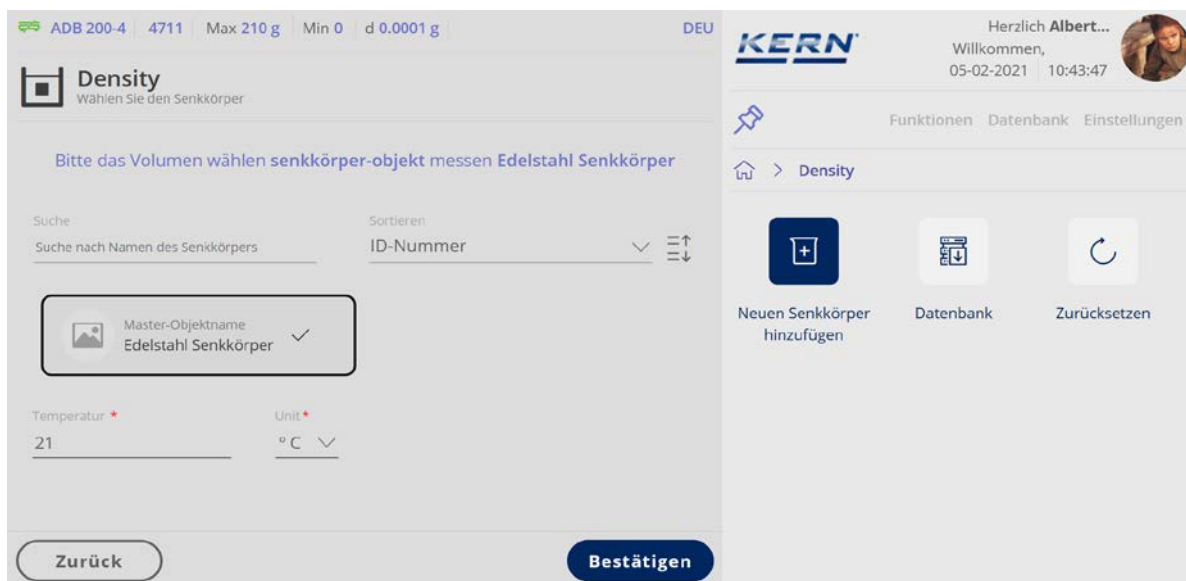 ADB 200-4 4711 Max 210 g Min 0 d 0.0001 g DEU
Density
Wählen Sie den Senkkörper
Bitte das Volumen wählen senkkörper-objekt messen Edelstahl Senkkörper
Suche
Suche nach Namen des Senkkörpers
Sortieren
ID-Nummer
Master-Objektname
Edelstahl Senkkörper
Temperatur *
21
Unit *
° C
Zurück
Bestätigen
KERN
Herzlich Albert...
Willkommen,
05-02-2021 10:43:47
Funktionen Datenbank Einstellungen
> Density
Neuen Senkkörper
hinzufügen
Datenbank
Zurücksetzen